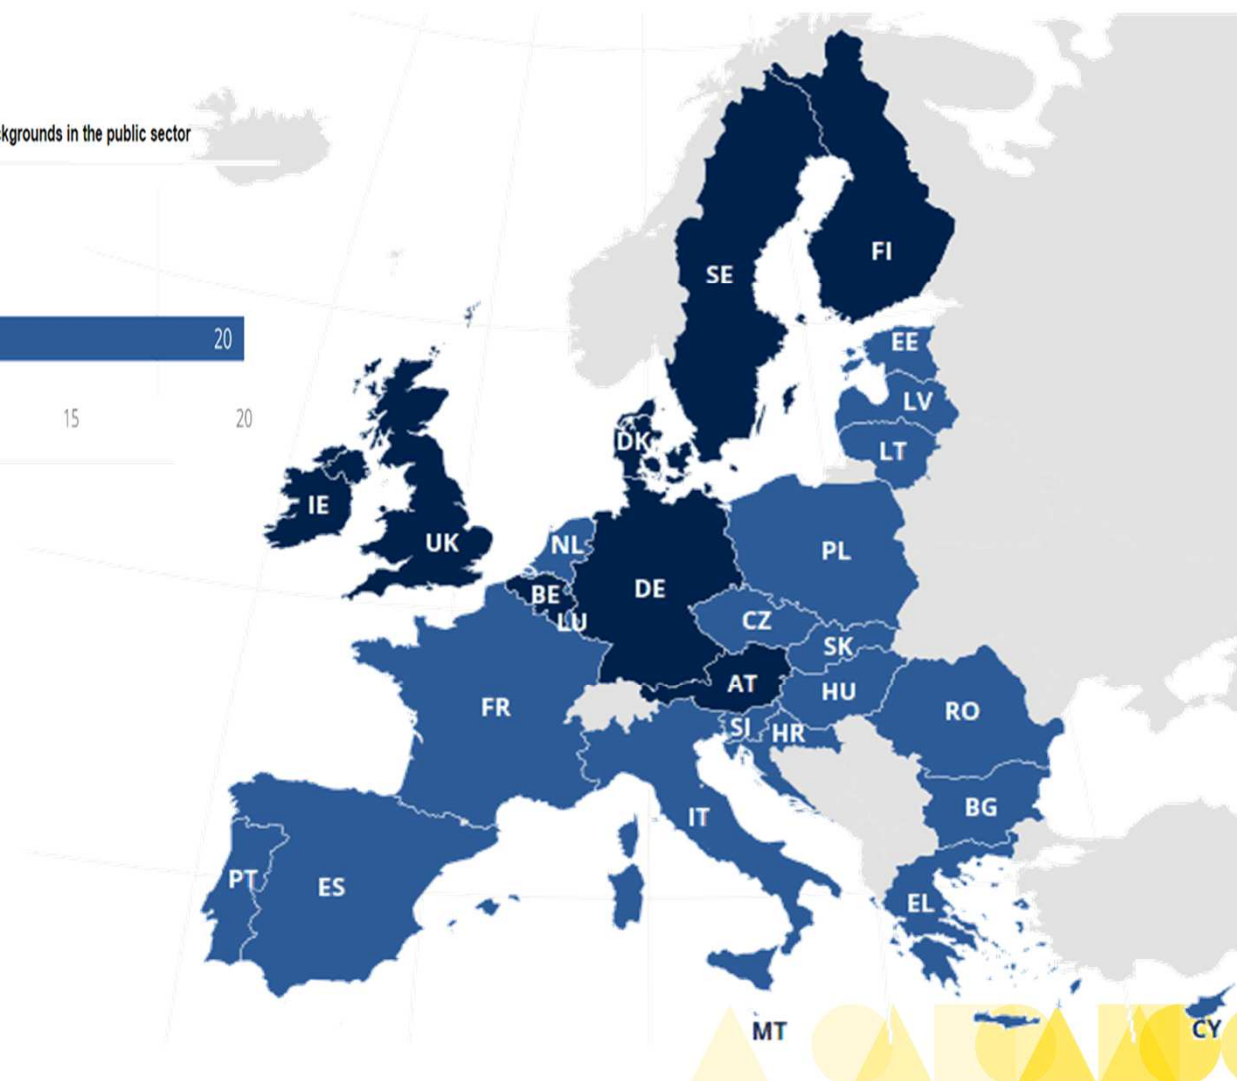 ckgrounds in the public sector
20
15
20
SE
FI
EE
LV
LT
DK
IE
UK
NL
BE
LU
DE
PL
CZ
SK
AT
HU
FR
SI
HR
RO
IT
BG
PT
ES
EL
MT
CY